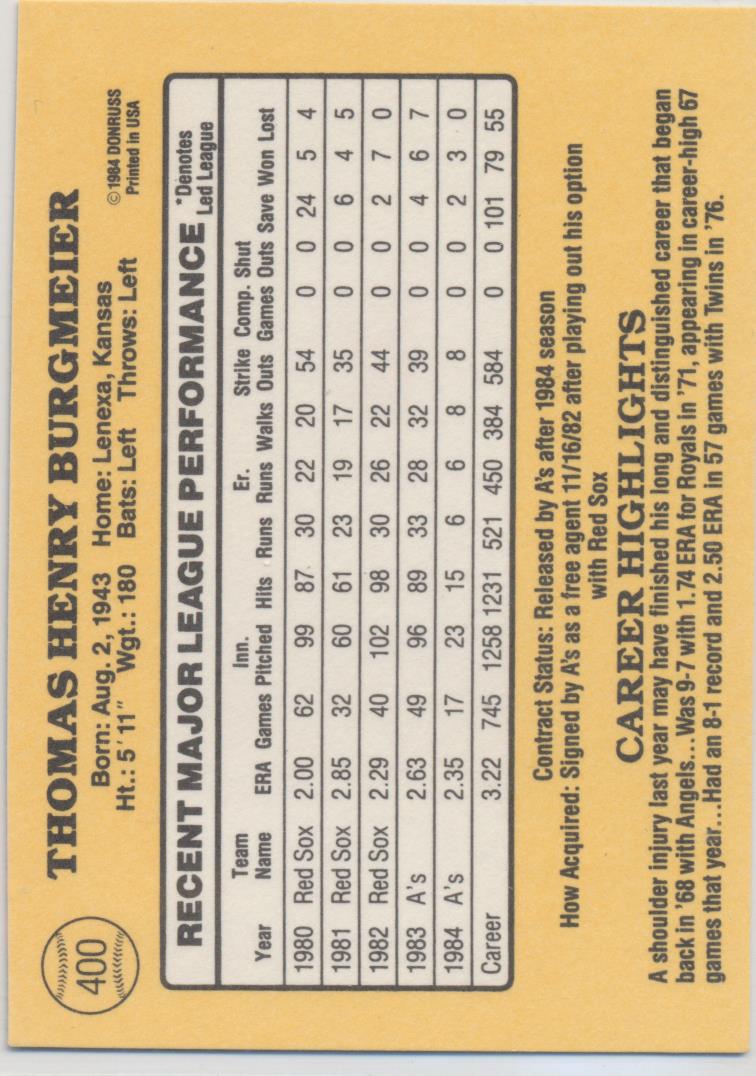 400
THOMAS HENRY BURGMEIER
©1984 DONRUSS
Printed in USA
Born: Aug. 2, 1943 Home: Lenexa, Kansas
Ht.: 5' 11" Wgt.: 180 Bats: Left Throws: Left
RECENT MAJOR LEAGUE PERFORMANCE *Denotes Led League
Year Team Name ERA Games Inn. Pitched Hits Runs Er. Runs Walks Strike Outs Comp. Games Shut Outs Save Won Lost
1980 Red Sox 2.00 62 99 87 30 22 20 54 0 0 24 5 4
1981 Red Sox 2.85 32 60 61 23 19 17 35 0 0 6 4 5
1982 Red Sox 2.29 40 102 98 30 26 22 44 0 0 2 7 0
1983 A's 2.63 49 96 89 33 28 32 39 0 0 4 6 7
1984 A's 2.35 17 23 15 6 6 8 8 0 0 2 3 0
Career 3.22 745 1258 1231 521 450 384 584 0 0 101 79 55
Contract Status: Released by A's after 1984 season
How Acquired: Signed by A's as a free agent 11/16/82 after playing out his option
with Red Sox
CAREER HIGHLIGHTS
A shoulder injury last year may have finished his long and distinguished career that began
back in '68 with Angels...Was 9-7 with 1.74 ERA for Royals in '71, appearing in career-high 67
games that year...Had an 8-1 record and 2.50 ERA in 57 games with Twins in '76.